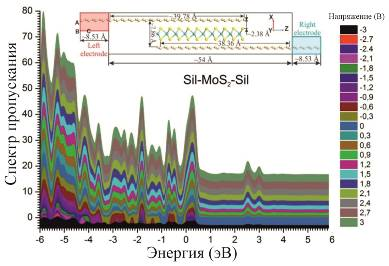 39.78 Å
X
Z
Y
A
B
C
~8.53 Å
Left
electrode
7.96 Å
~2.38 Å
38.36 Å
~54 Å
Right
electrode
~8.53 Å
Sil-MoS₂-Sil
Спектр пропускания
80
70
60
50
40
30
20
10
0
-6 -5 -4 -3 -2 -1 0 1 2 3 4 5 6
Энергия (эВ)
Напряжение (В)
-3
-2.7
-2.4
-2.1
-1,8
-1,5
-1,2
-0,9
-0,6
-0,3
0
0,3
0,6
0,9
1,2
1,5
1,8
2,1
2,4
2.7
3